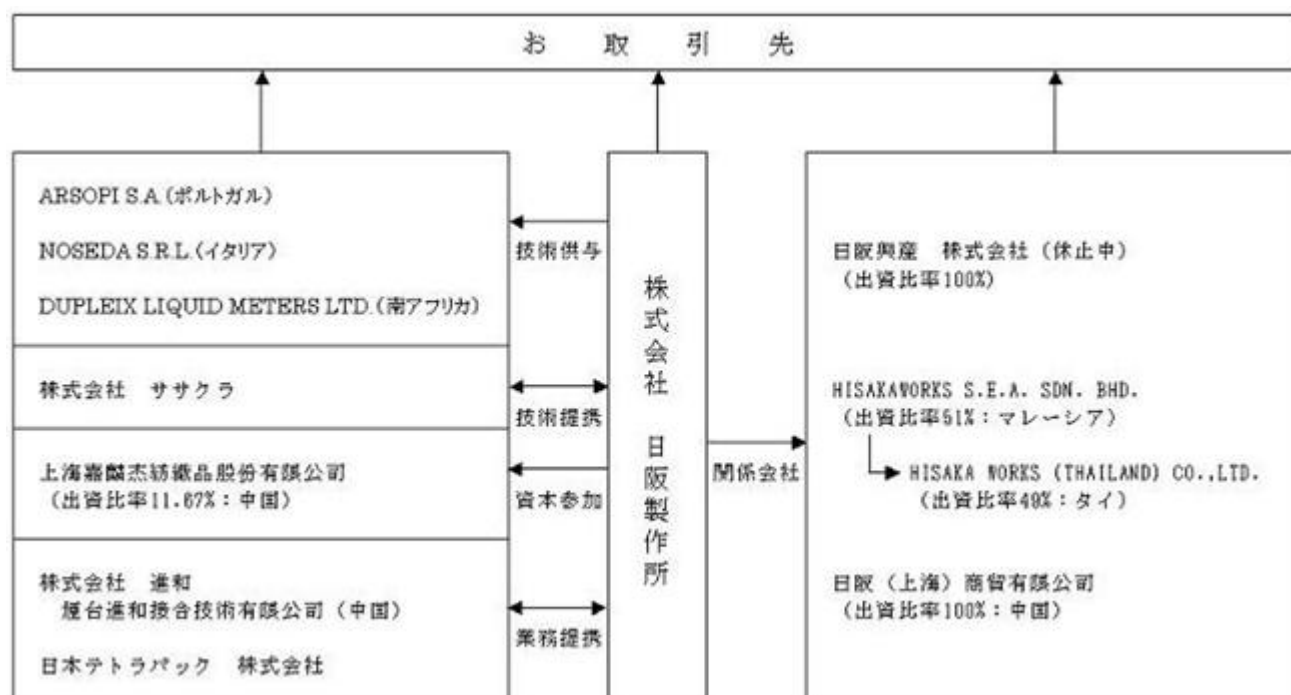 お取引先
ARSOPI S.A.(ポルトガル)
NOSEDA S.R.L.(イタリア)
DUPLEIX LIQUID METERS LTD.(南アフリカ)
技術供与
株式会社 ササクラ
技術提携
上海嘉麟杰紡織品股份有限公司
(出資比率11.67%:中国)
資本参加
株式会社 進和
煙台進和接合技術有限公司(中国)
日本テトラパック 株式会社
業務提携
株式会社 日阪製作所
関係会社
日阪興産 株式会社(休止中)
(出資比率100%)
HISAKAWORKS S.E.A. SDN. BHD.
(出資比率51%:マレーシア)
HISAKA WORKS (THAILAND) CO.,LTD.
(出資比率49%:タイ)
日阪(上海)商貿有限公司
(出資比率100%:中国)